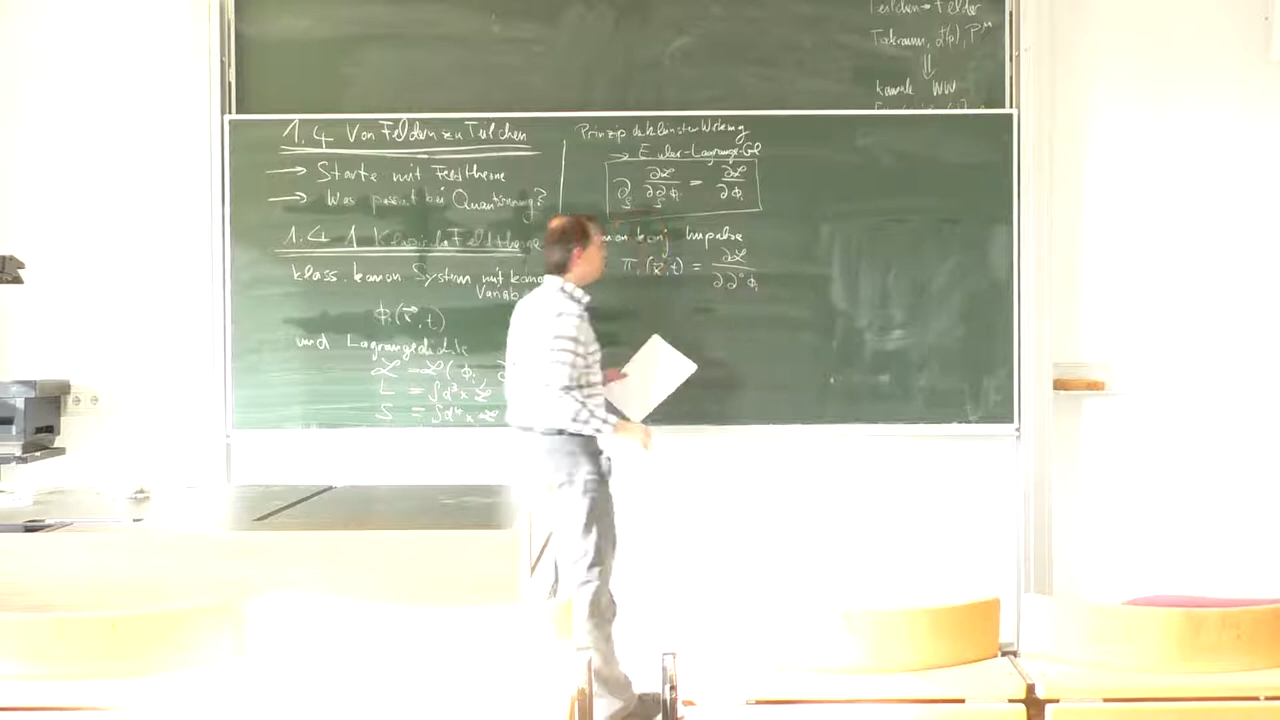 Teilchen → Felder
Fockraum, a†(p), P^μ
⇓
kausale WW
1.4 Von Feldern zu Teilchen
→ Starte mit Feldtheorie
→ Was passiert bei Quantisierung?
1.4.1 Klassische Feldtheorie
klass. kanon. System mit kanon
Variab
ϕᵢ(x⃗, t)
und Lagrangedichte
ℒ = ℒ(ϕᵢ, ∂
L = ∫d³x ℒ
S = ∫d⁴x ℒ
Prinzip der kleinsten Wirkung
→ Euler-Lagrange-Gl
∂_ρ ∂ℒ/∂∂_ρϕᵢ = ∂ℒ/∂ϕᵢ
Impulse
πᵢ(x⃗,t) = ∂ℒ/∂∂⁰ϕᵢ